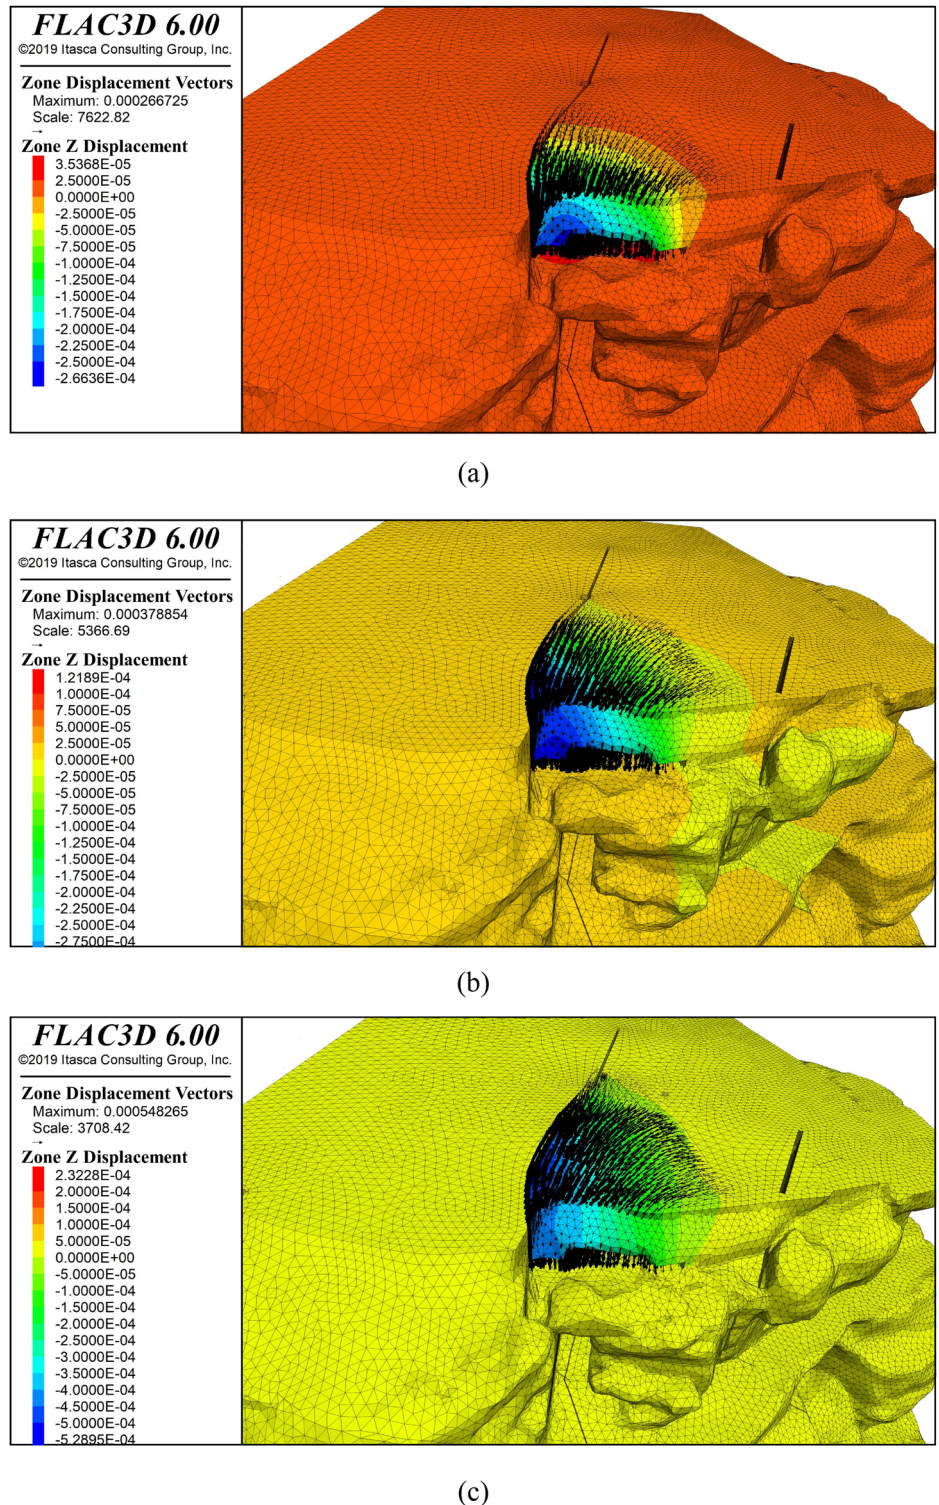 FLAC3D 6.00
©2019 Itasca Consulting Group, Inc.
Zone Displacement Vectors
Maximum: 0.000266725
Scale: 7622.82
Zone Z Displacement
3.5368E-05
2.5000E-05
0.0000E+00
-2.5000E-05
-5.0000E-05
-7.5000E-05
-1.0000E-04
-1.2500E-04
-1.5000E-04
-1.7500E-04
-2.0000E-04
-2.2500E-04
-2.5000E-04
-2.6636E-04
(a)
FLAC3D 6.00
©2019 Itasca Consulting Group, Inc.
Zone Displacement Vectors
Maximum: 0.000378854
Scale: 5366.69
Zone Z Displacement
1.2189E-04
1.0000E-04
7.5000E-05
5.0000E-05
2.5000E-05
0.0000E+00
-2.5000E-05
-5.0000E-05
-7.5000E-05
-1.0000E-04
-1.2500E-04
-1.5000E-04
-1.7500E-04
-2.0000E-04
-2.2500E-04
-2.5000E-04
-2.7500E-04
(b)
FLAC3D 6.00
©2019 Itasca Consulting Group, Inc.
Zone Displacement Vectors
Maximum: 0.000548265
Scale: 3708.42
Zone Z Displacement
2.3228E-04
2.0000E-04
1.5000E-04
1.0000E-04
5.0000E-05
0.0000E+00
-5.0000E-05
-1.0000E-04
-1.5000E-04
-2.0000E-04
-2.5000E-04
-3.0000E-04
-3.5000E-04
-4.0000E-04
-4.5000E-04
-5.0000E-04
-5.2895E-04
(c)